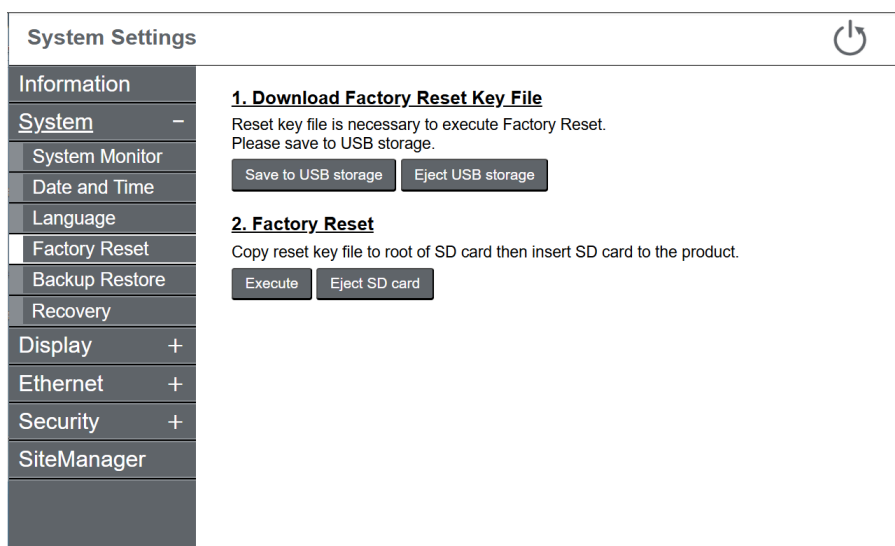 System Settings
Information
System −
System Monitor
Date and Time
Language
Factory Reset
Backup Restore
Recovery
Display +
Ethernet +
Security +
SiteManager
1. Download Factory Reset Key File
Reset key file is necessary to execute Factory Reset.
Please save to USB storage.
Save to USB storage Eject USB storage
2. Factory Reset
Copy reset key file to root of SD card then insert SD card to the product.
Execute Eject SD card